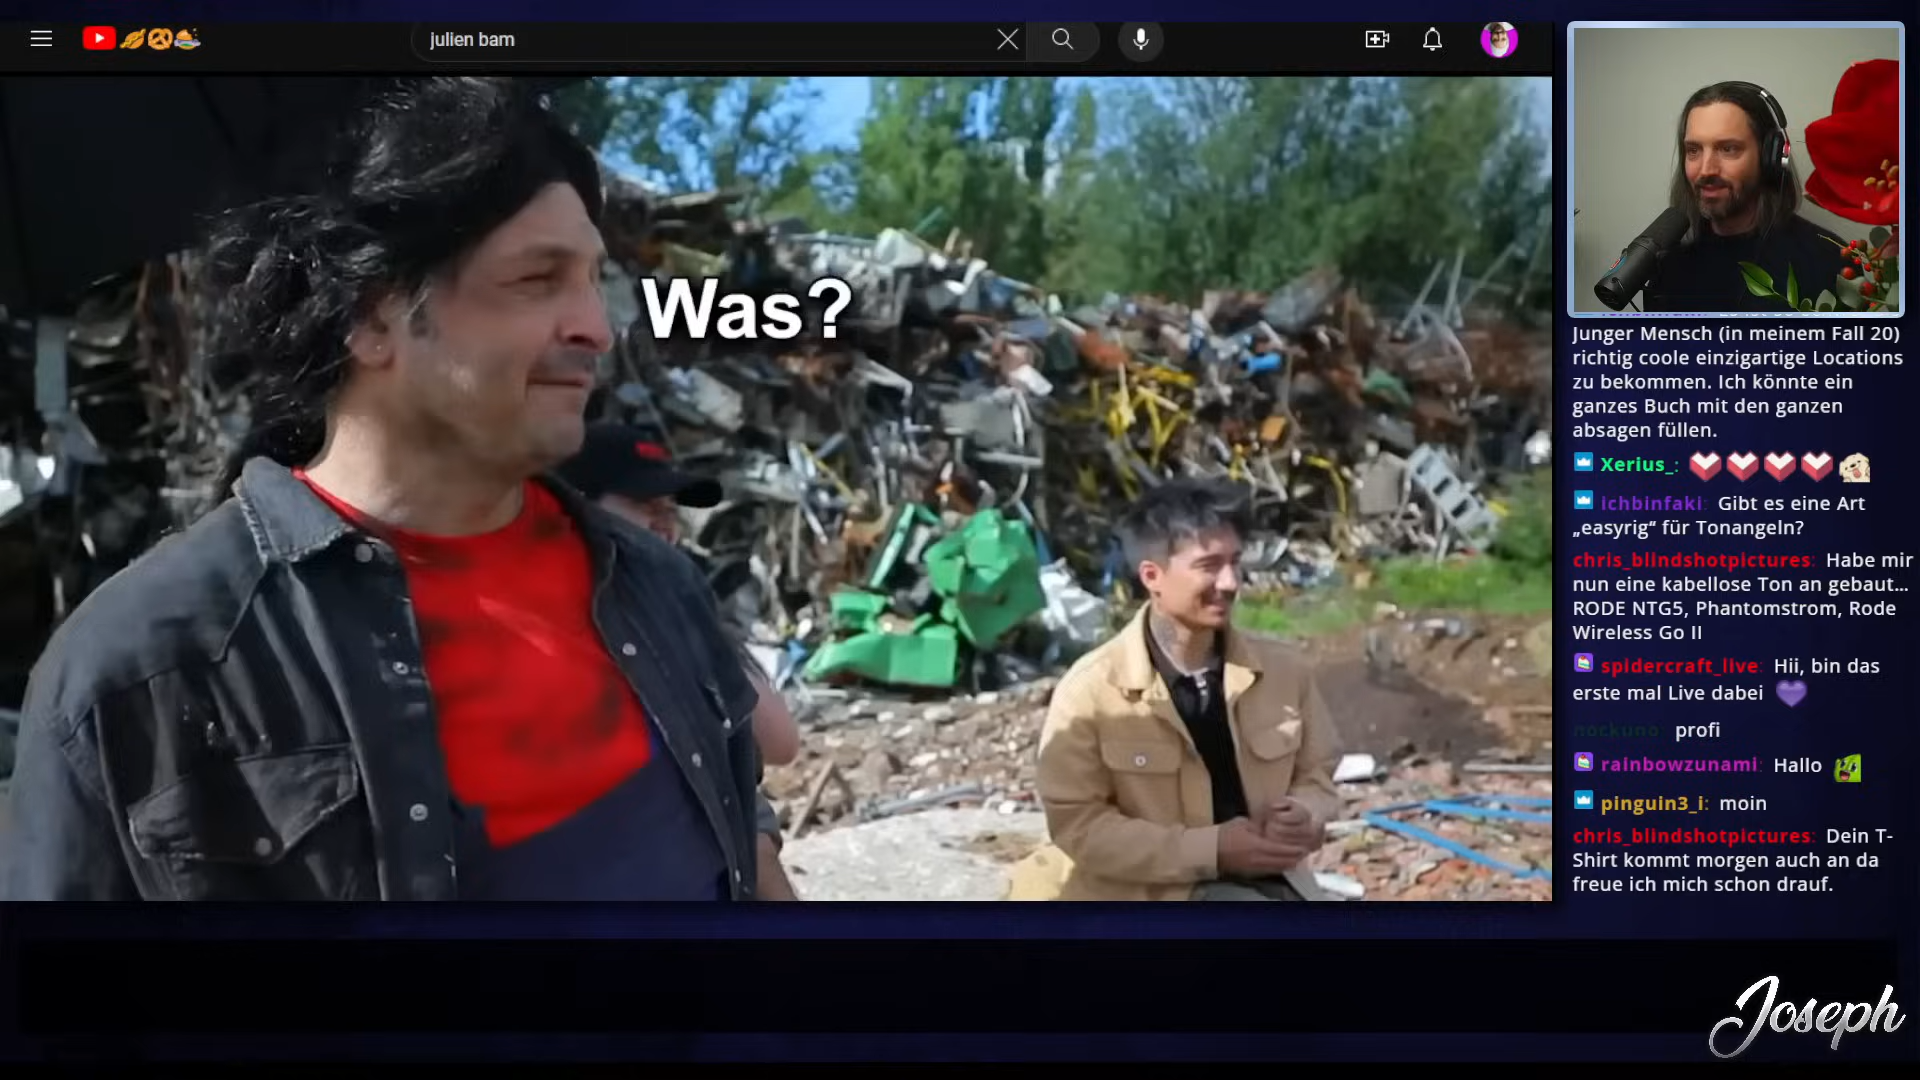 julien bam
Was?
Junger Mensch (in meinem Fall 20)
richtig coole einzigartige Locations
zu bekommen. Ich könnte ein
ganzes Buch mit den ganzen
absagen füllen.
Xerius_:
ichbinfaki: Gibt es eine Art
„easyrig“ für Tonangeln?
chris_blindshotpictures: Habe mir
nun eine kabellose Ton an gebaut...
RODE NTG5, Phantomstrom, Rode
Wireless Go II
spidercraft_live: Hii, bin das
erste mal Live dabei
nockuno: profi
rainbowzunami: Hallo
pinguin3_i: moin
chris_blindshotpictures: Dein T-
Shirt kommt morgen auch an da
freue ich mich schon drauf.
Joseph